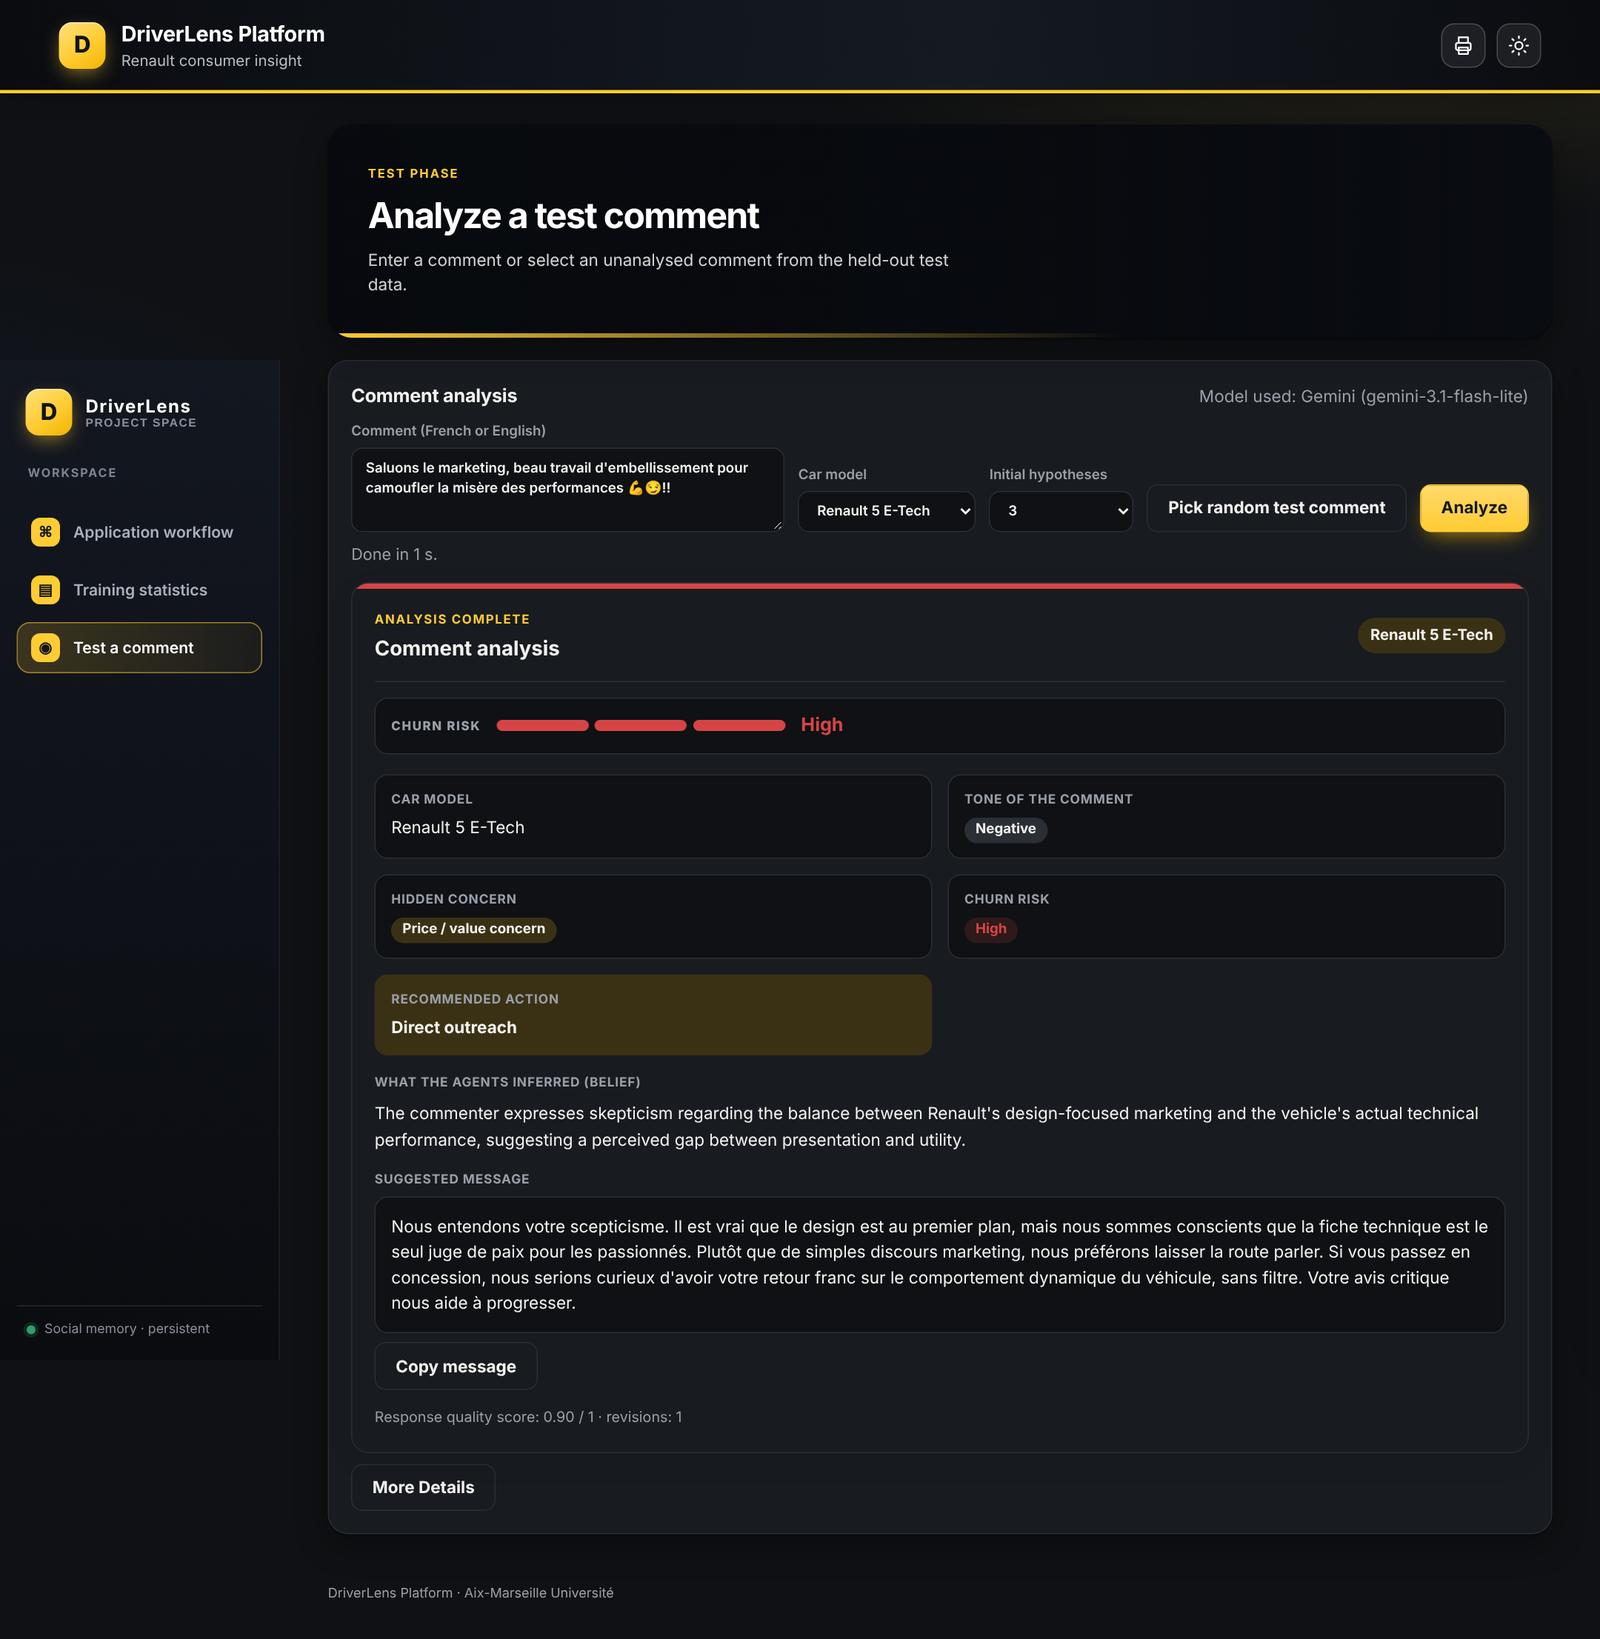 D
DriverLens Platform
Renault consumer insight
TEST PHASE
Analyze a test comment
Enter a comment or select an unanalysed comment from the held-out test
data.
D
DriverLens
PROJECT SPACE
WORKSPACE
Application workflow
Training statistics
Test a comment
Social memory · persistent
Comment analysis
Model used: Gemini (gemini-3.1-flash-lite)
Comment (French or English)
Saluons le marketing, beau travail d'embellissement pour
camoufler la misère des performances 💪😏!!
Car model
Renault 5 E-Tech
Initial hypotheses
3
Pick random test comment
Analyze
Done in 1 s.
ANALYSIS COMPLETE
Comment analysis
Renault 5 E-Tech
CHURN RISK
High
CAR MODEL
Renault 5 E-Tech
TONE OF THE COMMENT
Negative
HIDDEN CONCERN
Price / value concern
CHURN RISK
High
RECOMMENDED ACTION
Direct outreach
WHAT THE AGENTS INFERRED (BELIEF)
The commenter expresses skepticism regarding the balance between Renault's design-focused marketing and the vehicle's actual technical
performance, suggesting a perceived gap between presentation and utility.
SUGGESTED MESSAGE
Nous entendons votre scepticisme. Il est vrai que le design est au premier plan, mais nous sommes conscients que la fiche technique est le
seul juge de paix pour les passionnés. Plutôt que de simples discours marketing, nous préférons laisser la route parler. Si vous passez en
concession, nous serions curieux d'avoir votre retour franc sur le comportement dynamique du véhicule, sans filtre. Votre avis critique
nous aide à progresser.
Copy message
Response quality score: 0.90 / 1 · revisions: 1
More Details
DriverLens Platform · Aix-Marseille Université